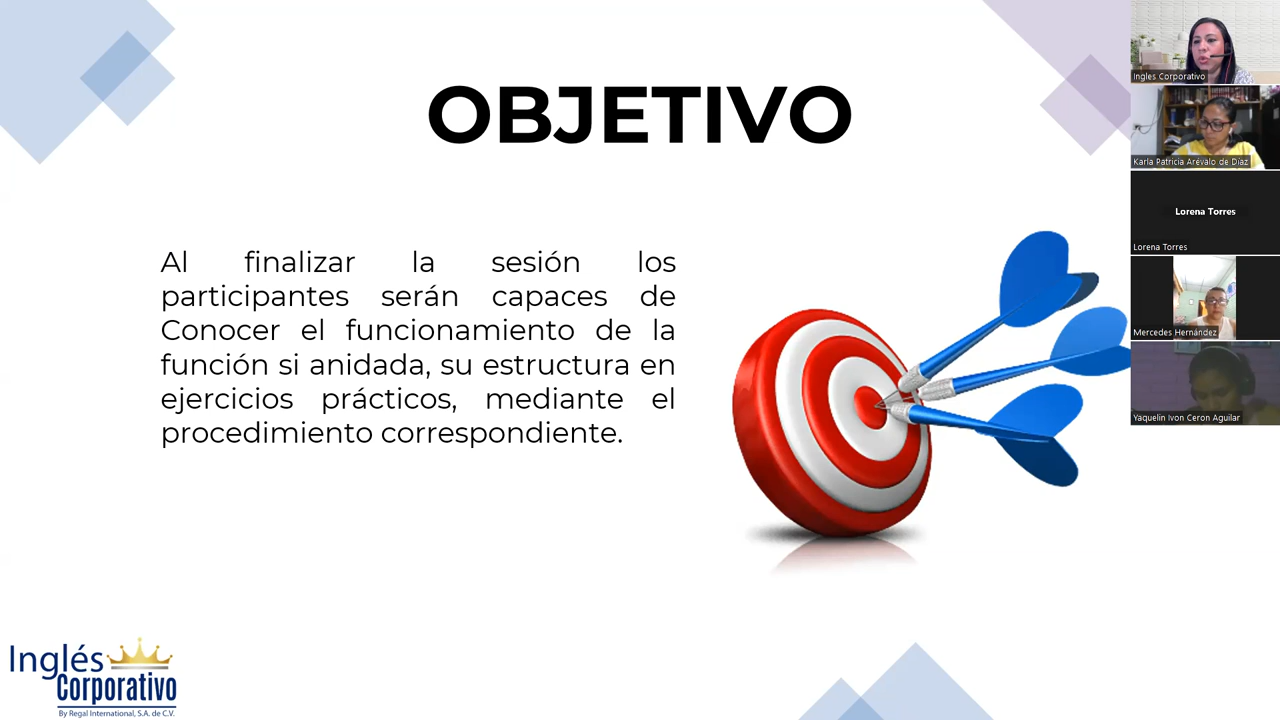 OBJETIVO
Al finalizar la sesión los
participantes serán capaces de
Conocer el funcionamiento de la
función si anidada, su estructura en
ejercicios prácticos, mediante el
procedimiento correspondiente.
Inglés
Corporativo
By Regal International, S.A. de C.V.
Ingles Corporativo
Karla Patricia Arévalo de Díaz
Lorena Torres
Lorena Torres
Mercedes Hernández
Yaquelin Ivon Ceron Aguilar